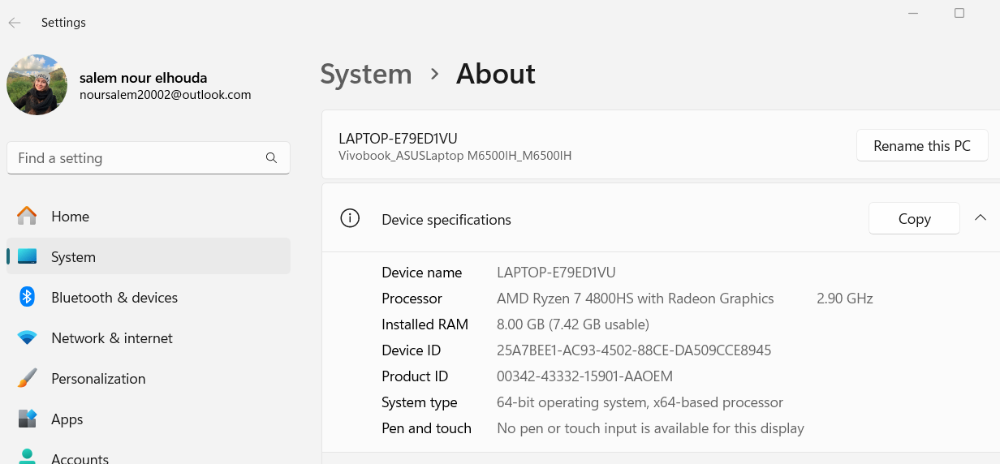 Settings
salem nour elhouda
noursalem20002@outlook.com
Find a setting
Home
System
Bluetooth & devices
Network & internet
Personalization
Apps
Accounts
System > About
LAPTOP-E79ED1VU
Vivobook_ASUSLaptop M6500IH_M6500IH
Rename this PC
Device specifications
Copy
Device name LAPTOP-E79ED1VU
Processor AMD Ryzen 7 4800HS with Radeon Graphics 2.90 GHz
Installed RAM 8.00 GB (7.42 GB usable)
Device ID 25A7BEE1-AC93-4502-88CE-DA509CCE8945
Product ID 00342-43332-15901-AAOEM
System type 64-bit operating system, x64-based processor
Pen and touch No pen or touch input is available for this display